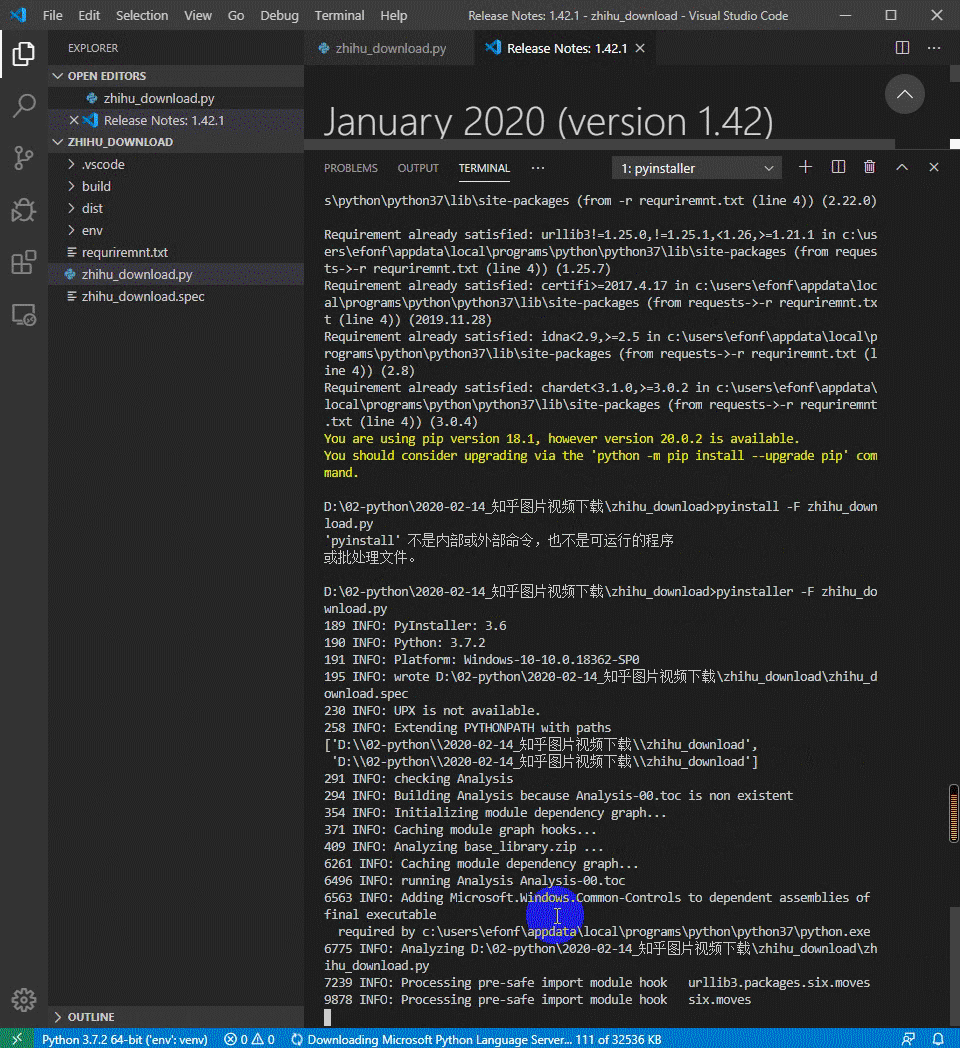 File Edit Selection View Go Debug Terminal Help Release Notes: 1.42.1 - zhihu_download - Visual Studio Code
EXPLORER
OPEN EDITORS
zhihu_download.py
Release Notes: 1.42.1
ZHIHU_DOWNLOAD
.vscode
build
dist
env
requriremnt.txt
zhihu_download.py
zhihu_download.spec
OUTLINE
zhihu_download.py Release Notes: 1.42.1
January 2020 (version 1.42)
PROBLEMS OUTPUT TERMINAL ··· 1: pyinstaller
s\python\python37\lib\site-packages (from -r requriremnt.txt (line 4)) (2.22.0)
Requirement already satisfied: urllib3!=1.25.0,!=1.25.1,<1.26,>=1.21.1 in c:\us
ers\efonf\appdata\local\programs\python\python37\lib\site-packages (from reques
ts->-r requriremnt.txt (line 4)) (1.25.7)
Requirement already satisfied: certifi>=2017.4.17 in c:\users\efonf\appdata\loc
al\programs\python\python37\lib\site-packages (from requests->-r requriremnt.tx
t (line 4)) (2019.11.28)
Requirement already satisfied: idna<2.9,>=2.5 in c:\users\efonf\appdata\local\p
rograms\python\python37\lib\site-packages (from requests->-r requriremnt.txt (l
ine 4)) (2.8)
Requirement already satisfied: chardet<3.1.0,>=3.0.2 in c:\users\efonf\appdata\
local\programs\python\python37\lib\site-packages (from requests->-r requriremnt
.txt (line 4)) (3.0.4)
You are using pip version 18.1, however version 20.0.2 is available.
You should consider upgrading via the 'python -m pip install --upgrade pip' com
mand.
D:\02-python\2020-02-14_知乎图片视频下载\zhihu_download>pyinstall -F zhihu_down
load.py
'pyinstall' 不是内部或外部命令，也不是可运行的程序
或批处理文件。
D:\02-python\2020-02-14_知乎图片视频下载\zhihu_download>pyinstaller -F zhihu_do
wnload.py
189 INFO: PyInstaller: 3.6
190 INFO: Python: 3.7.2
191 INFO: Platform: Windows-10-10.0.18362-SP0
195 INFO: wrote D:\02-python\2020-02-14_知乎图片视频下载\zhihu_download\zhihu_d
ownload.spec
230 INFO: UPX is not available.
258 INFO: Extending PYTHONPATH with paths
['D:\\02-python\\2020-02-14_知乎图片视频下载\\zhihu_download',
'D:\\02-python\\2020-02-14_知乎图片视频下载\\zhihu_download']
291 INFO: checking Analysis
294 INFO: Building Analysis because Analysis-00.toc is non existent
354 INFO: Initializing module dependency graph...
371 INFO: Caching module graph hooks...
409 INFO: Analyzing base_library.zip ...
6261 INFO: Caching module dependency graph...
6496 INFO: running Analysis Analysis-00.toc
6563 INFO: Adding Microsoft.Windows.Common-Controls to dependent assemblies of
final executable
required by c:\users\efonf\appdata\local\programs\python\python37\python.exe
6775 INFO: Analyzing D:\02-python\2020-02-14_知乎图片视频下载\zhihu_download\zh
ihu_download.py
7239 INFO: Processing pre-safe import module hook urllib3.packages.six.moves
9878 INFO: Processing pre-safe import module hook six.moves
Python 3.7.2 64-bit ('env': venv) 0 0 Downloading Microsoft Python Language Server... 111 of 32536 KB